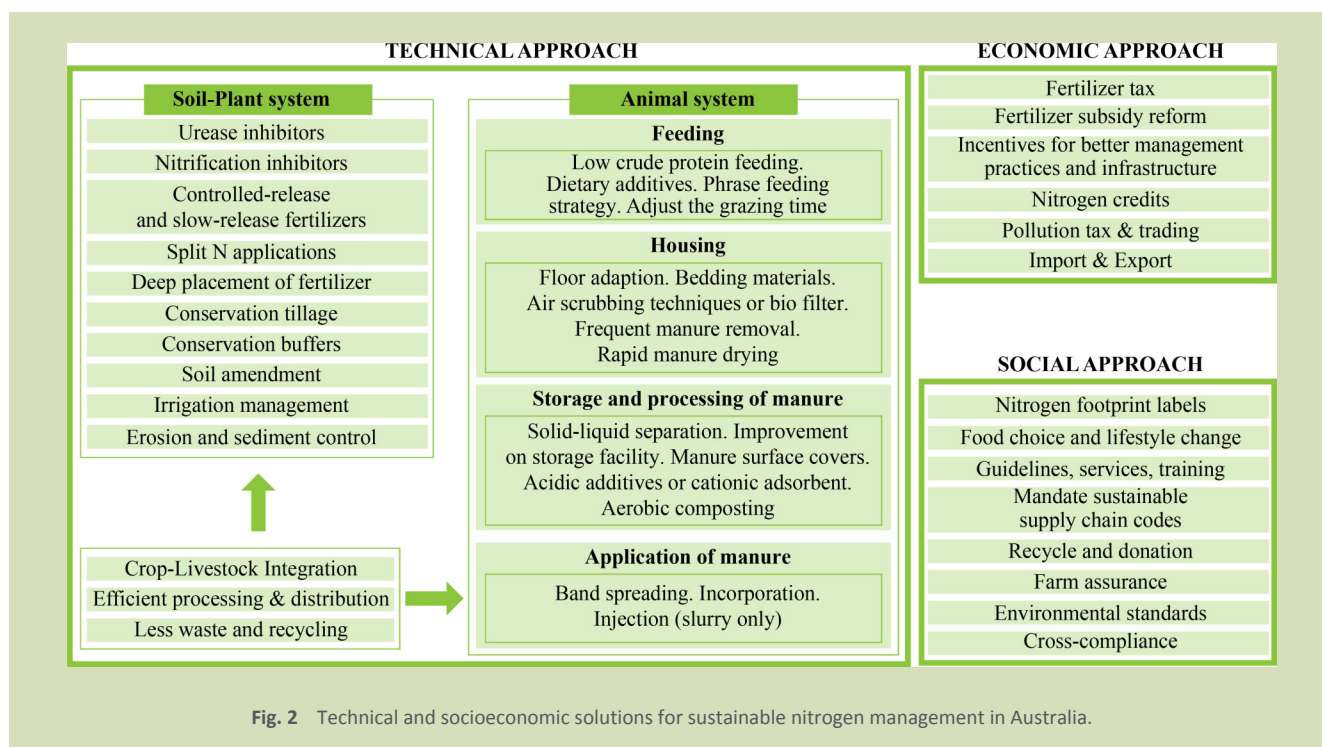 TECHNICAL APPROACH
Soil-Plant system
Urease inhibitors
Nitrification inhibitors
Controlled-release
and slow-release fertilizers
Split N applications
Deep placement of fertilizer
Conservation tillage
Conservation buffers
Soil amendment
Irrigation management
Erosion and sediment control
Crop-Livestock Integration
Efficient processing & distribution
Less waste and recycling
Animal system
Feeding
Low crude protein feeding.
Dietary additives. Phrase feeding
strategy. Adjust the grazing time
Housing
Floor adaption. Bedding materials.
Air scrubbing techniques or bio filter.
Frequent manure removal.
Rapid manure drying
Storage and processing of manure
Solid-liquid separation. Improvement
on storage facility. Manure surface covers.
Acidic additives or cationic adsorbent.
Aerobic composting
Application of manure
Band spreading. Incorporation.
Injection (slurry only)
ECONOMIC APPROACH
Fertilizer tax
Fertilizer subsidy reform
Incentives for better management
practices and infrastructure
Nitrogen credits
Pollution tax & trading
Import & Export
SOCIAL APPROACH
Nitrogen footprint labels
Food choice and lifestyle change
Guidelines, services, training
Mandate sustainable
supply chain codes
Recycle and donation
Farm assurance
Environmental standards
Cross-compliance
Fig. 2 Technical and socioeconomic solutions for sustainable nitrogen management in Australia.